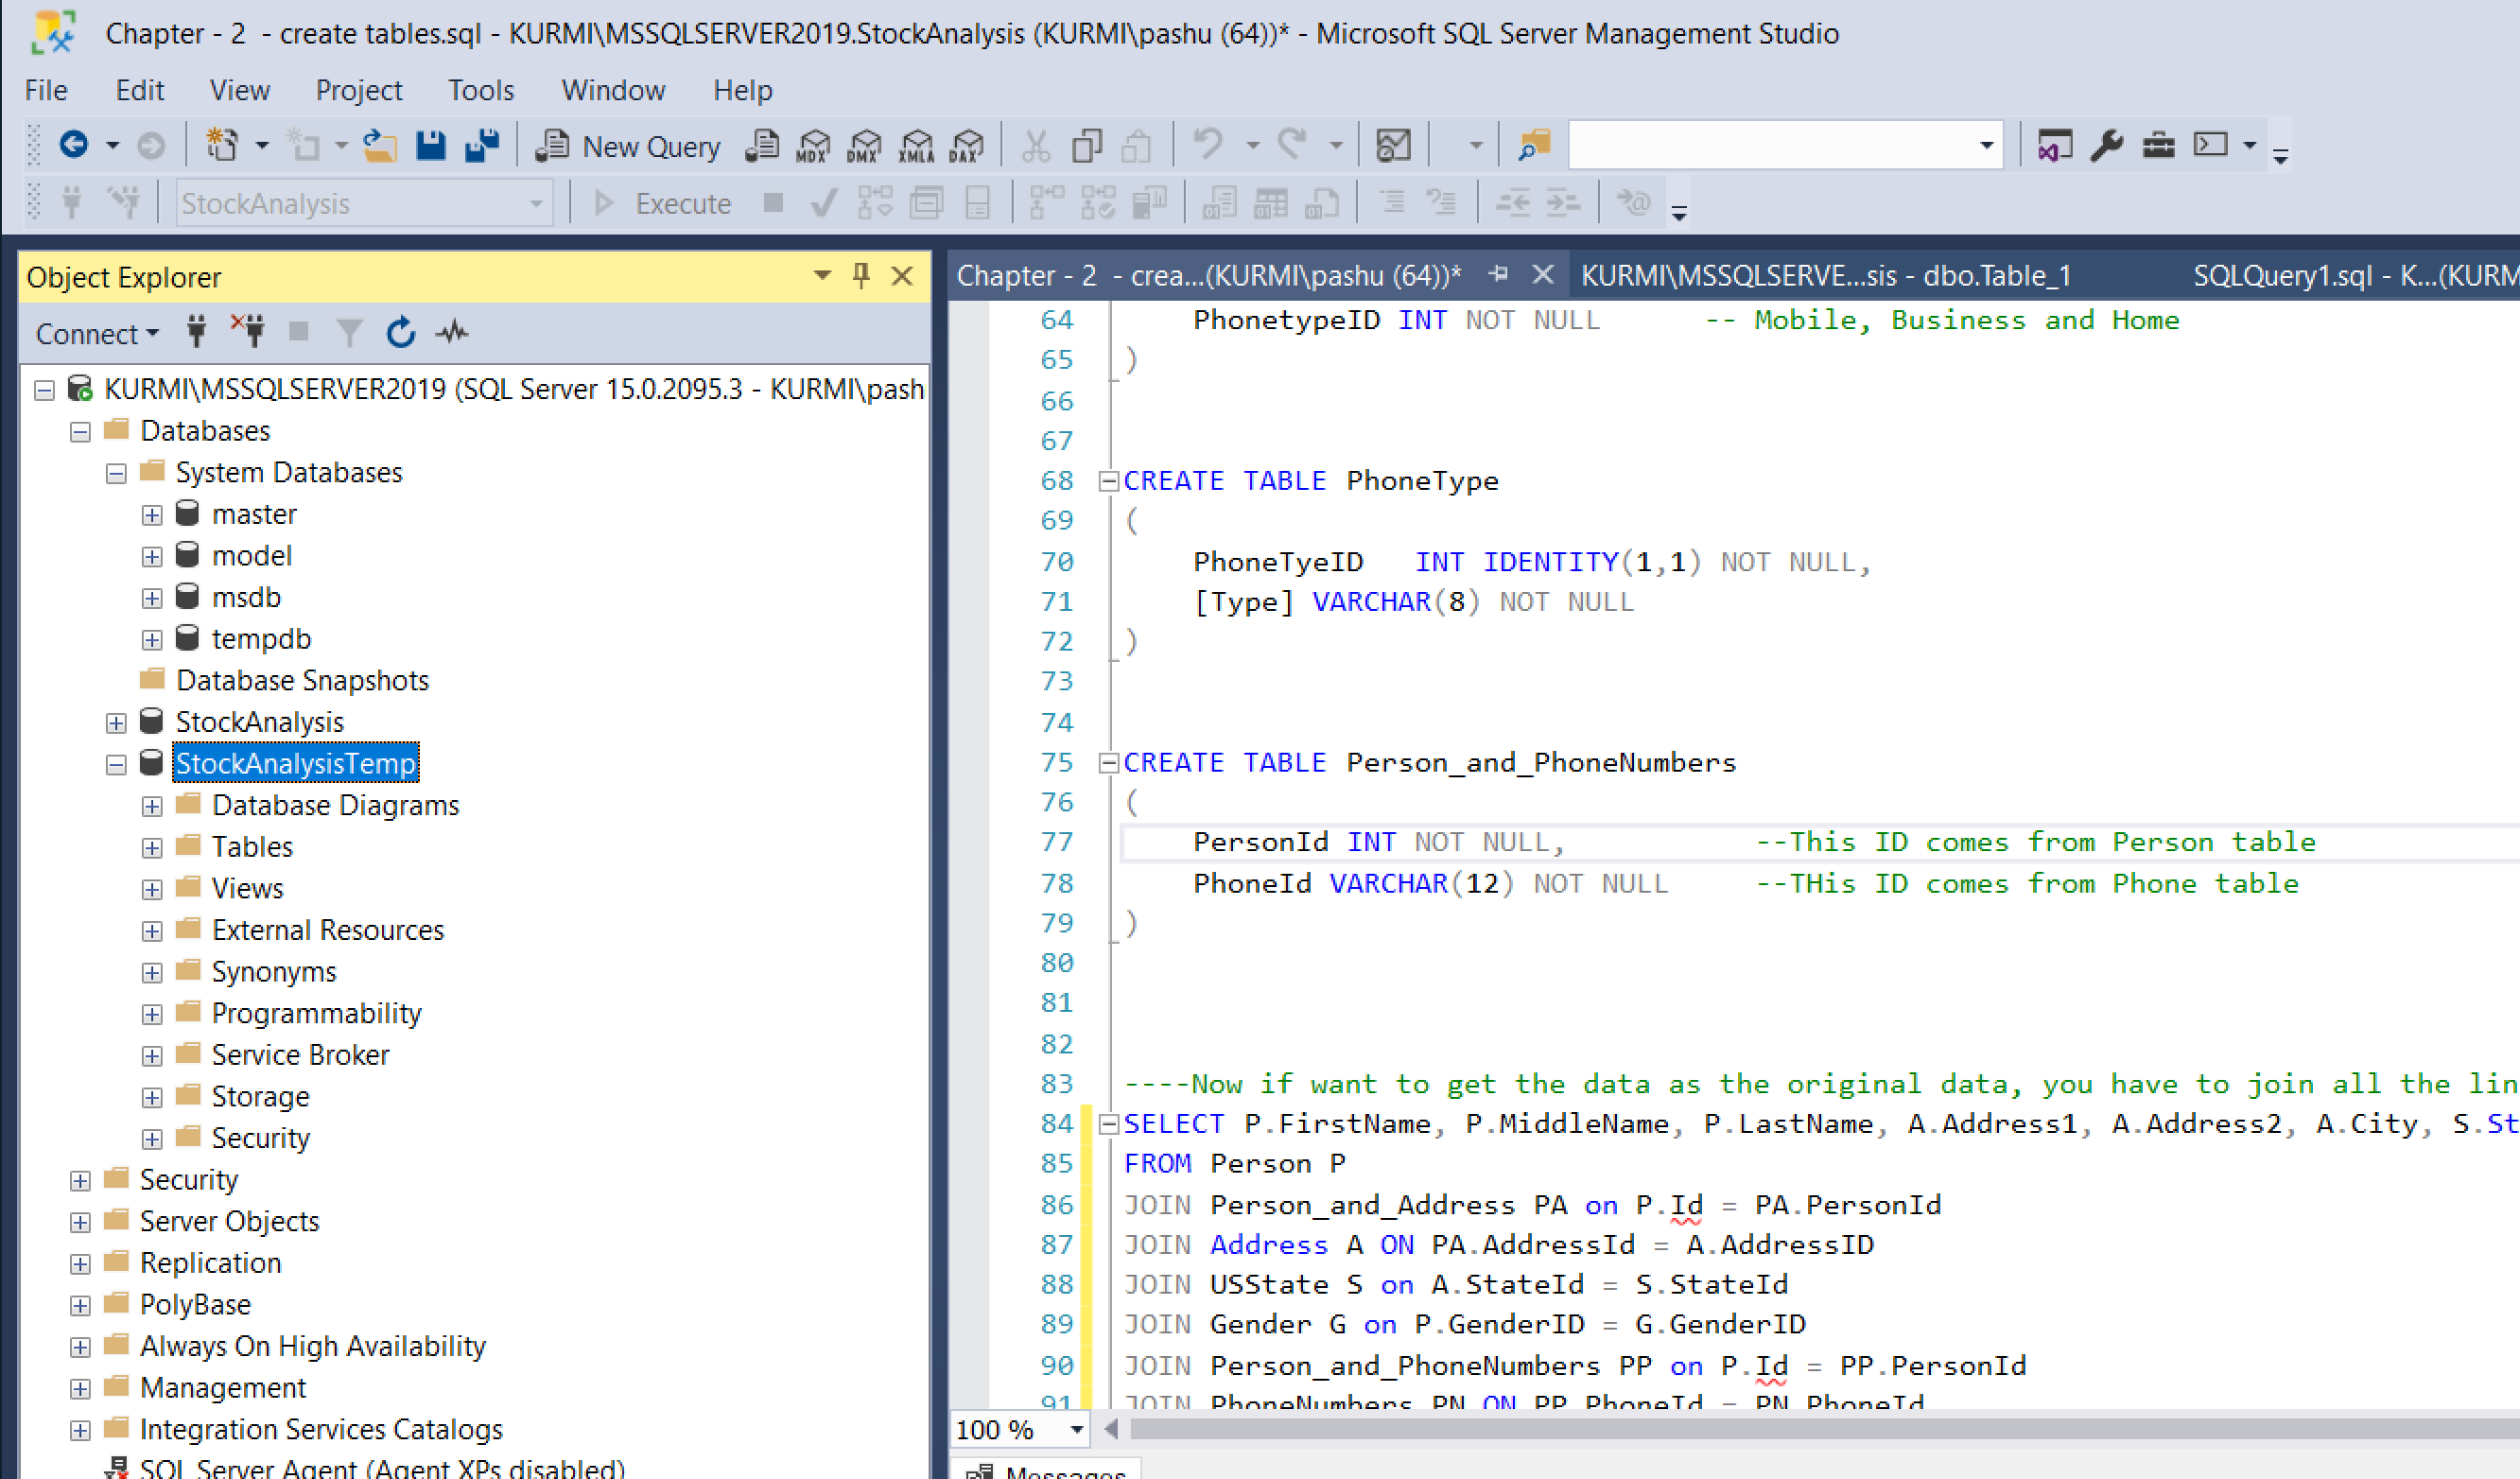 Chapter - 2  - create tables.sql - KURMI\MSSQLSERVER2019.StockAnalysis (KURMI\pashu (64))* - Microsoft SQL Server Management Studio
File Edit View Project Tools Window Help
New Query MDX DMX XMLA DAX
StockAnalysis Execute
Object Explorer
Connect
KURMI\MSSQLSERVER2019 (SQL Server 15.0.2095.3 - KURMI\pash
Databases
System Databases
master
model
msdb
tempdb
Database Snapshots
StockAnalysis
StockAnalysisTemp
Database Diagrams
Tables
Views
External Resources
Synonyms
Programmability
Service Broker
Storage
Security
Security
Server Objects
Replication
PolyBase
Always On High Availability
Management
Integration Services Catalogs
SQL Server Agent (Agent XPs disabled)
Chapter - 2  - crea...(KURMI\pashu (64))* KURMI\MSSQLSERVE...sis - dbo.Table_1 SQLQuery1.sql - K...(KURM
64 PhonetypeID INT NOT NULL -- Mobile, Business and Home
65 )
66
67
68 CREATE TABLE PhoneType
69 (
70 PhoneTyeID INT IDENTITY(1,1) NOT NULL,
71 [Type] VARCHAR(8) NOT NULL
72 )
73
74
75 CREATE TABLE Person_and_PhoneNumbers
76 (
77 PersonId INT NOT NULL, --This ID comes from Person table
78 PhoneId VARCHAR(12) NOT NULL --THis ID comes from Phone table
79 )
80
81
82
83 ----Now if want to get the data as the original data, you have to join all the lin
84 SELECT P.FirstName, P.MiddleName, P.LastName, A.Address1, A.Address2, A.City, S.St
85 FROM Person P
86 JOIN Person_and_Address PA on P.Id = PA.PersonId
87 JOIN Address A ON PA.AddressId = A.AddressID
88 JOIN USState S on A.StateId = S.StateId
89 JOIN Gender G on P.GenderID = G.GenderID
90 JOIN Person_and_PhoneNumbers PP on P.Id = PP.PersonId
91 JOIN PhoneNumbers PN ON PP.PhoneId = PN.PhoneId
100 %
Messages